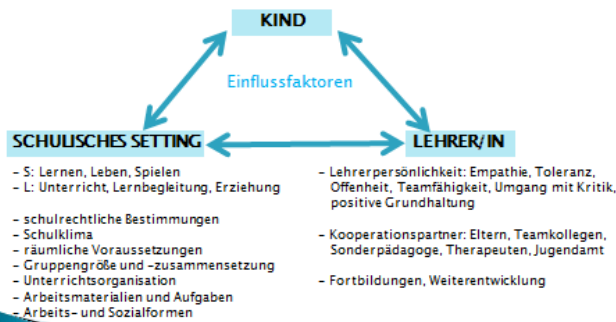 KIND
Einflussfaktoren
SCHULISCHES SETTING
- S: Lernen, Leben, Spielen
- L: Unterricht, Lernbegleitung, Erziehung
- schulrechtliche Bestimmungen
- Schulklima
- räumliche Voraussetzungen
- Gruppengröße und -zusammensetzung
- Unterrichtsorganisation
- Arbeitsmaterialien und Aufgaben
- Arbeits- und Sozialformen
LEHRER/IN
- Lehrerpersönlichkeit: Empathie, Toleranz,
Offenheit, Teamfähigkeit, Umgang mit Kritik,
positive Grundhaltung
- Kooperationspartner: Eltern, Teamkollegen,
Sonderpädagoge, Therapeuten, Jugendamt
- Fortbildungen, Weiterentwicklung